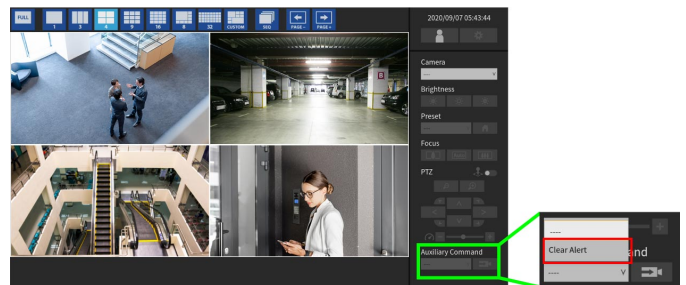 FULL
1
3
4
9
16
8
32
CUSTOM
SEQ
PAGE -
PAGE +
2020/09/07 05:43:44
B
Camera
---- v
Brightness
Preset
----
Focus
PTZ
Auxiliary Command
----
----
Clear Alert
and
---- v